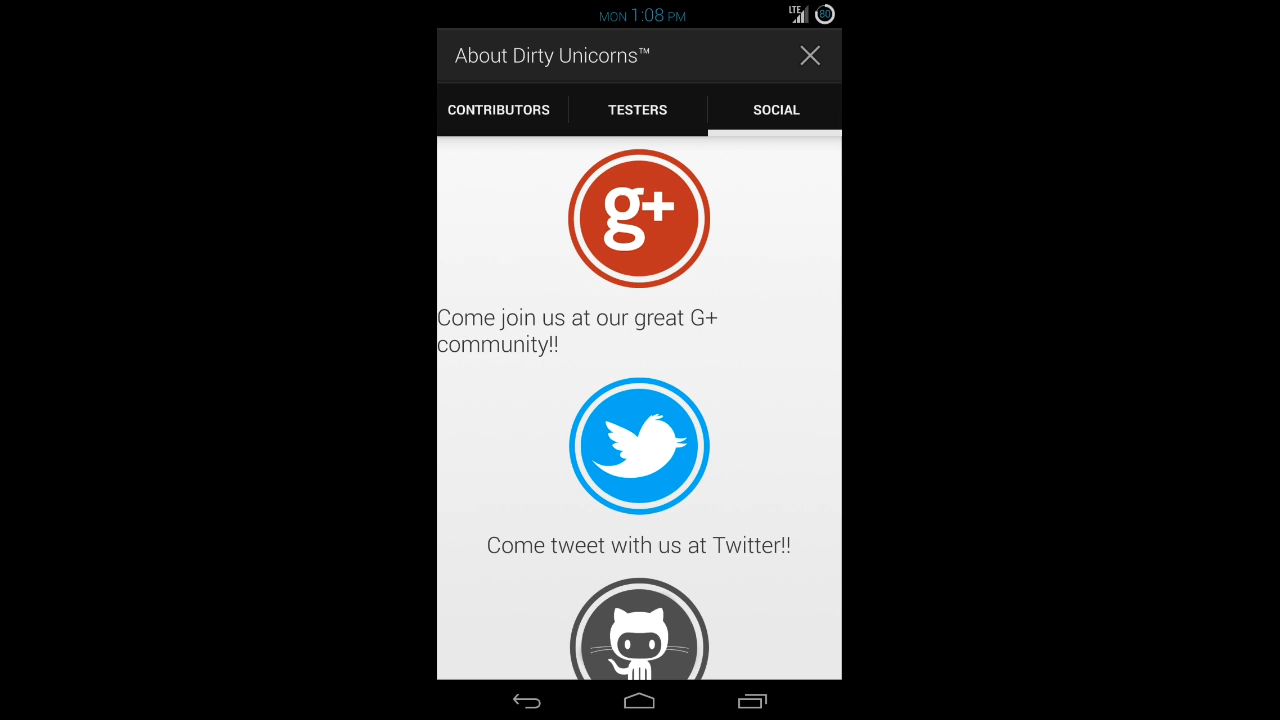 MON 1:08 PM
LTE
80
About Dirty Unicorns™
CONTRIBUTORS
TESTERS
SOCIAL
g+
Come join us at our great G+
community!!
Come tweet with us at Twitter!!